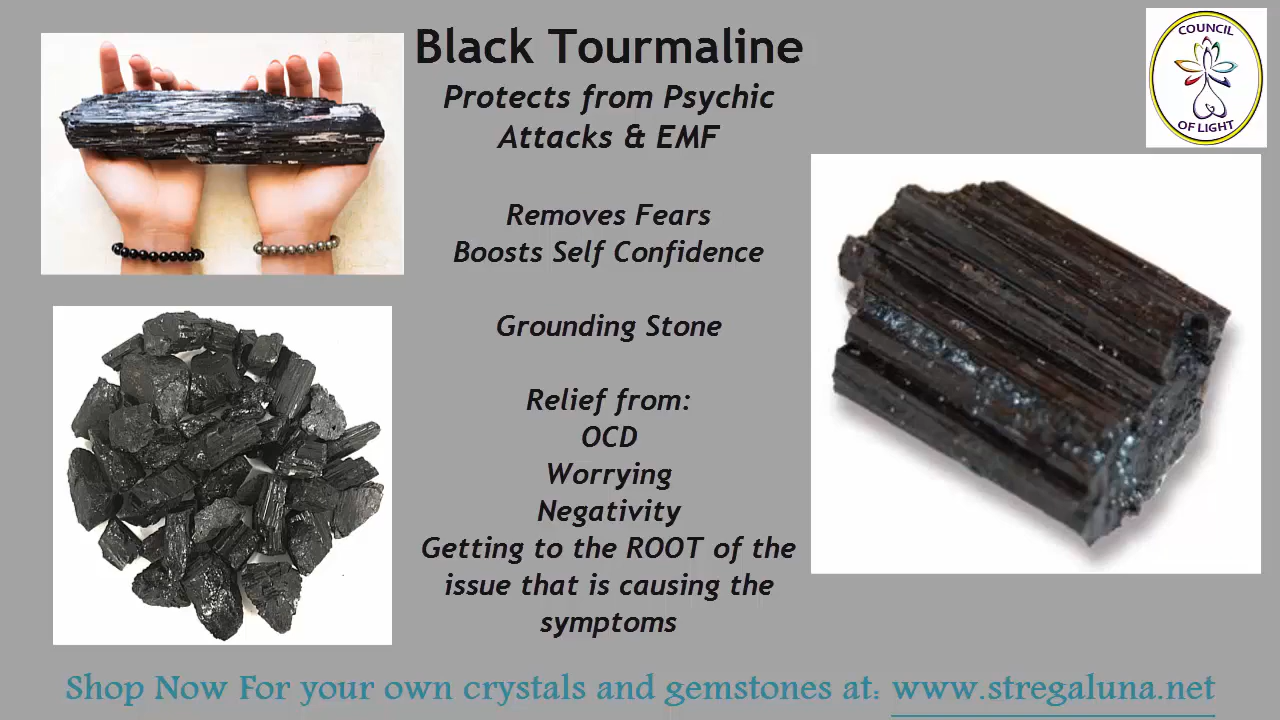 Black Tourmaline
Protects from Psychic
Attacks & EMF
Removes Fears
Boosts Self Confidence
Grounding Stone
Relief from:
OCD
Worrying
Negativity
Getting to the ROOT of the
issue that is causing the
symptoms
COUNCIL
OF LIGHT
Shop Now For your own crystals and gemstones at: www.stregaluna.net